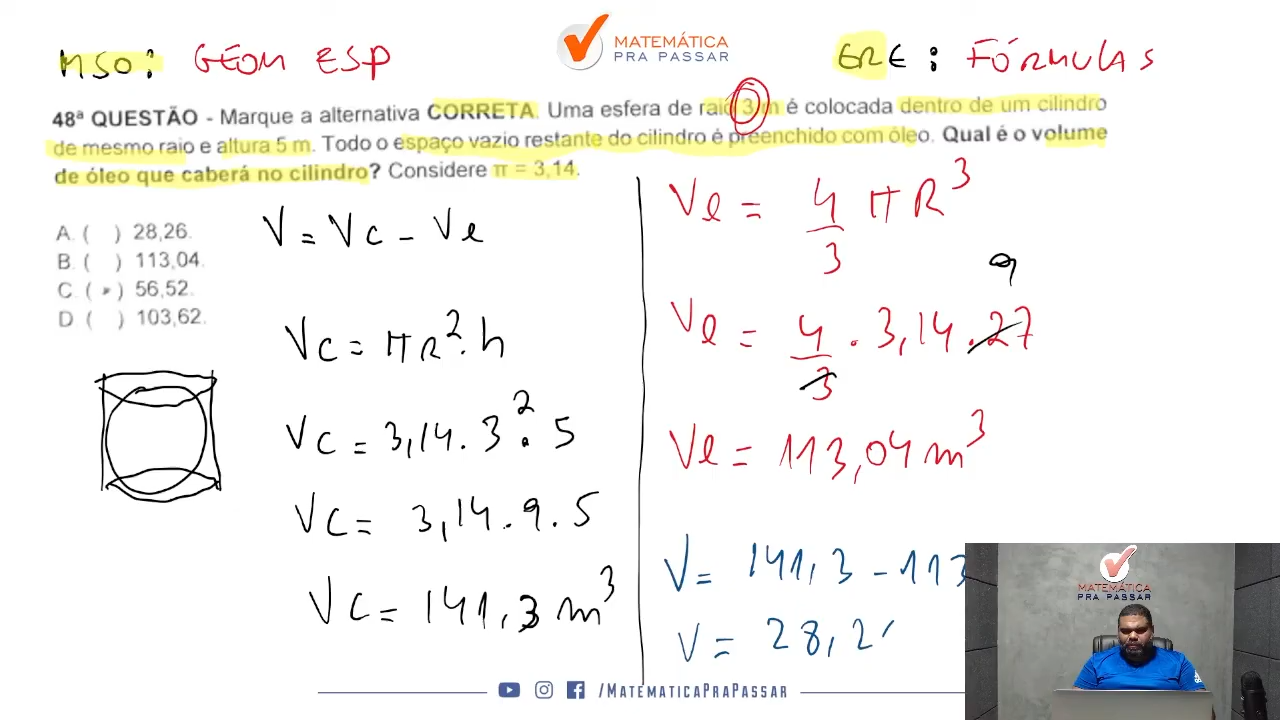 MSO: GEOM ESP
MATEMÁTICA
PRA PASSAR
ERE: FÓRMULAS
48ª QUESTÃO - Marque a alternativa CORRETA. Uma esfera de raio 3 m é colocada dentro de um cilindro
de mesmo raio e altura 5 m. Todo o espaço vazio restante do cilindro é preenchido com óleo. Qual é o volume
de óleo que caberá no cilindro? Considere π = 3,14.
A. ( ) 28,26.
B. ( ) 113,04.
C. ( ) 56,52.
D ( ) 103,62.
V = Vc - Ve
Vc = πR².h
Vc = 3,14.3².5
Vc = 3,14.9.5
Vc = 141,3 m³
Ve = 4/3 πR³
9
Ve = 4/3 . 3,14 . 27
Ve = 113,04 m³
V = 141,3 - 113
V = 28,2
MATEMÁTICA
PRA PASSAR
/MATEMATICAPRAPASSAR